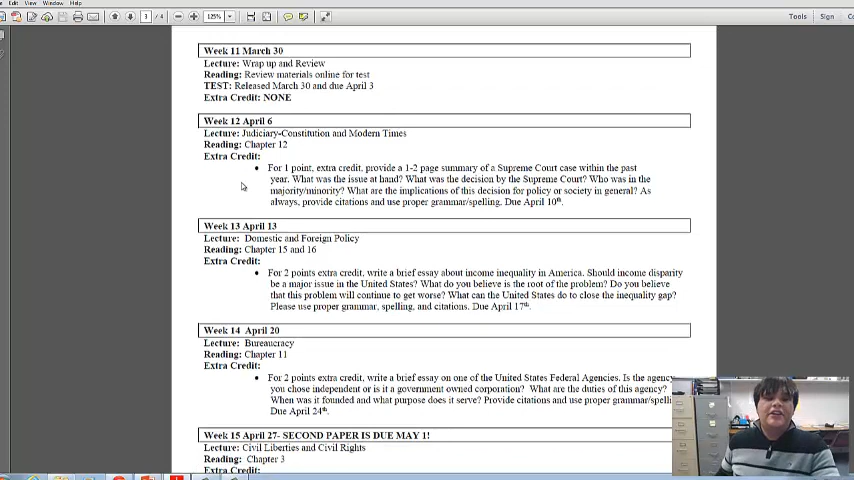 Edit View Window Help
3 / 4 125% Tools Sign
Week 11 March 30
Lecture: Wrap up and Review
Reading: Review materials online for test
TEST: Released March 30 and due April 3
Extra Credit: NONE
Week 12 April 6
Lecture: Judiciary-Constitution and Modern Times
Reading: Chapter 12
Extra Credit:
• For 1 point, extra credit, provide a 1-2 page summary of a Supreme Court case within the past
year. What was the issue at hand? What was the decision by the Supreme Court? Who was in the
majority/minority? What are the implications of this decision for policy or society in general? As
always, provide citations and use proper grammar/spelling. Due April 10th.
Week 13 April 13
Lecture: Domestic and Foreign Policy
Reading: Chapter 15 and 16
Extra Credit:
• For 2 points extra credit, write a brief essay about income inequality in America. Should income disparity
be a major issue in the United States? What do you believe is the root of the problem? Do you believe
that this problem will continue to get worse? What can the United States do to close the inequality gap?
Please use proper grammar, spelling, and citations. Due April 17th.
Week 14 April 20
Lecture: Bureaucracy
Reading: Chapter 11
Extra Credit:
• For 2 points extra credit, write a brief essay on one of the United States Federal Agencies. Is the agency
you chose independent or is it a government owned corporation? What are the duties of this agency?
When was it founded and what purpose does it serve? Provide citations and use proper grammar/spelli
Due April 24th.
Week 15 April 27- SECOND PAPER IS DUE MAY 1!
Lecture: Civil Liberties and Civil Rights
Reading: Chapter 3
Extra Credit: